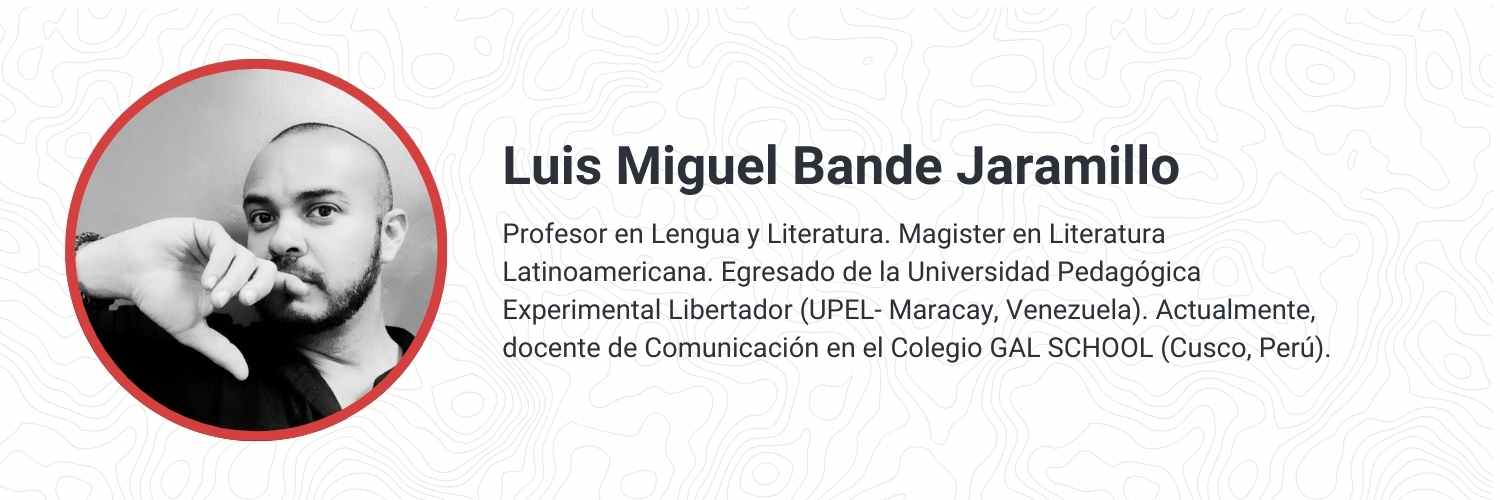 Luis Miguel Bande Jaramillo
Profesor en Lengua y Literatura. Magister en Literatura
Latinoamericana. Egresado de la Universidad Pedagógica
Experimental Libertador (UPEL- Maracay, Venezuela). Actualmente,
docente de Comunicación en el Colegio GAL SCHOOL (Cusco, Perú).